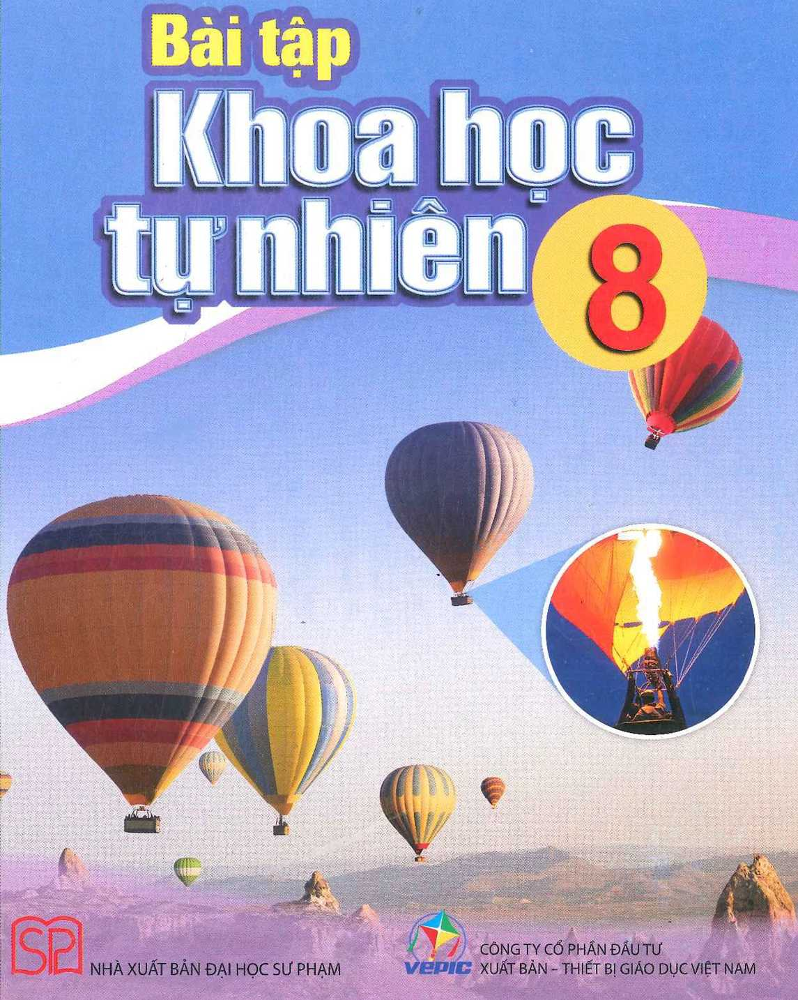 Bài tập
Khoa học
tự nhiên 8
SP
NHÀ XUẤT BẢN ĐẠI HỌC SƯ PHẠM
VEPIC
CÔNG TY CỔ PHẦN ĐẦU TƯ
XUẤT BẢN – THIẾT BỊ GIÁO DỤC VIỆT NAM